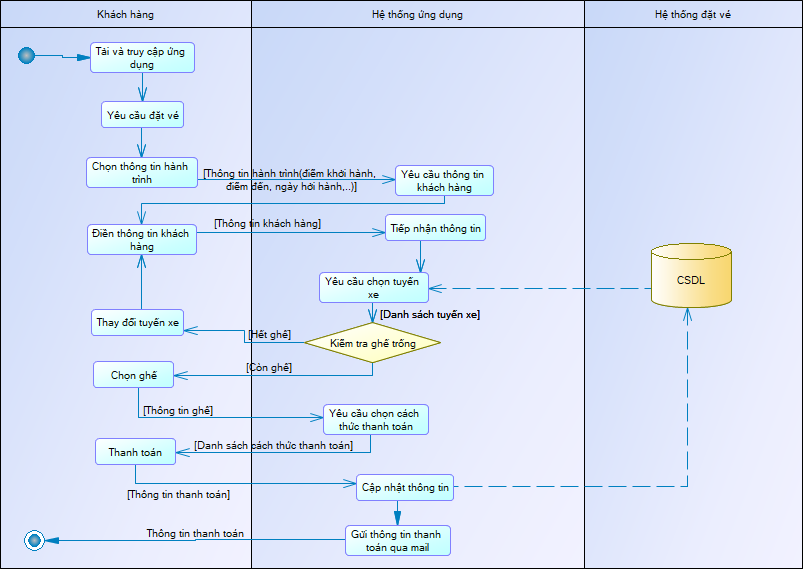 Khách hàng
Hệ thống ứng dụng
Hệ thống đặt vé
Tải và truy cập ứng
dụng
Yêu cầu đặt vé
Chọn thông tin hành
trình
[Thông tin hành trình(điểm khởi hành,
điểm đến, ngày hởi hành,..)]
Yêu cầu thông tin
khách hàng
Điền thông tin khách
hàng
[Thông tin khách hàng]
Tiếp nhận thông tin
Yêu cầu chọn tuyến
xe
CSDL
[Danh sách tuyến xe]
Thay đổi tuyến xe
[Hết ghế]
Kiểm tra ghế trống
Chọn ghế
[Còn ghế]
[Thông tin ghế]
Yêu cầu chọn cách
thức thanh toán
Thanh toán
[Danh sách cách thức thanh toán]
[Thông tin thanh toán]
Cập nhật thông tin
Thông tin thanh toán
Gửi thông tin thanh
toán qua mail